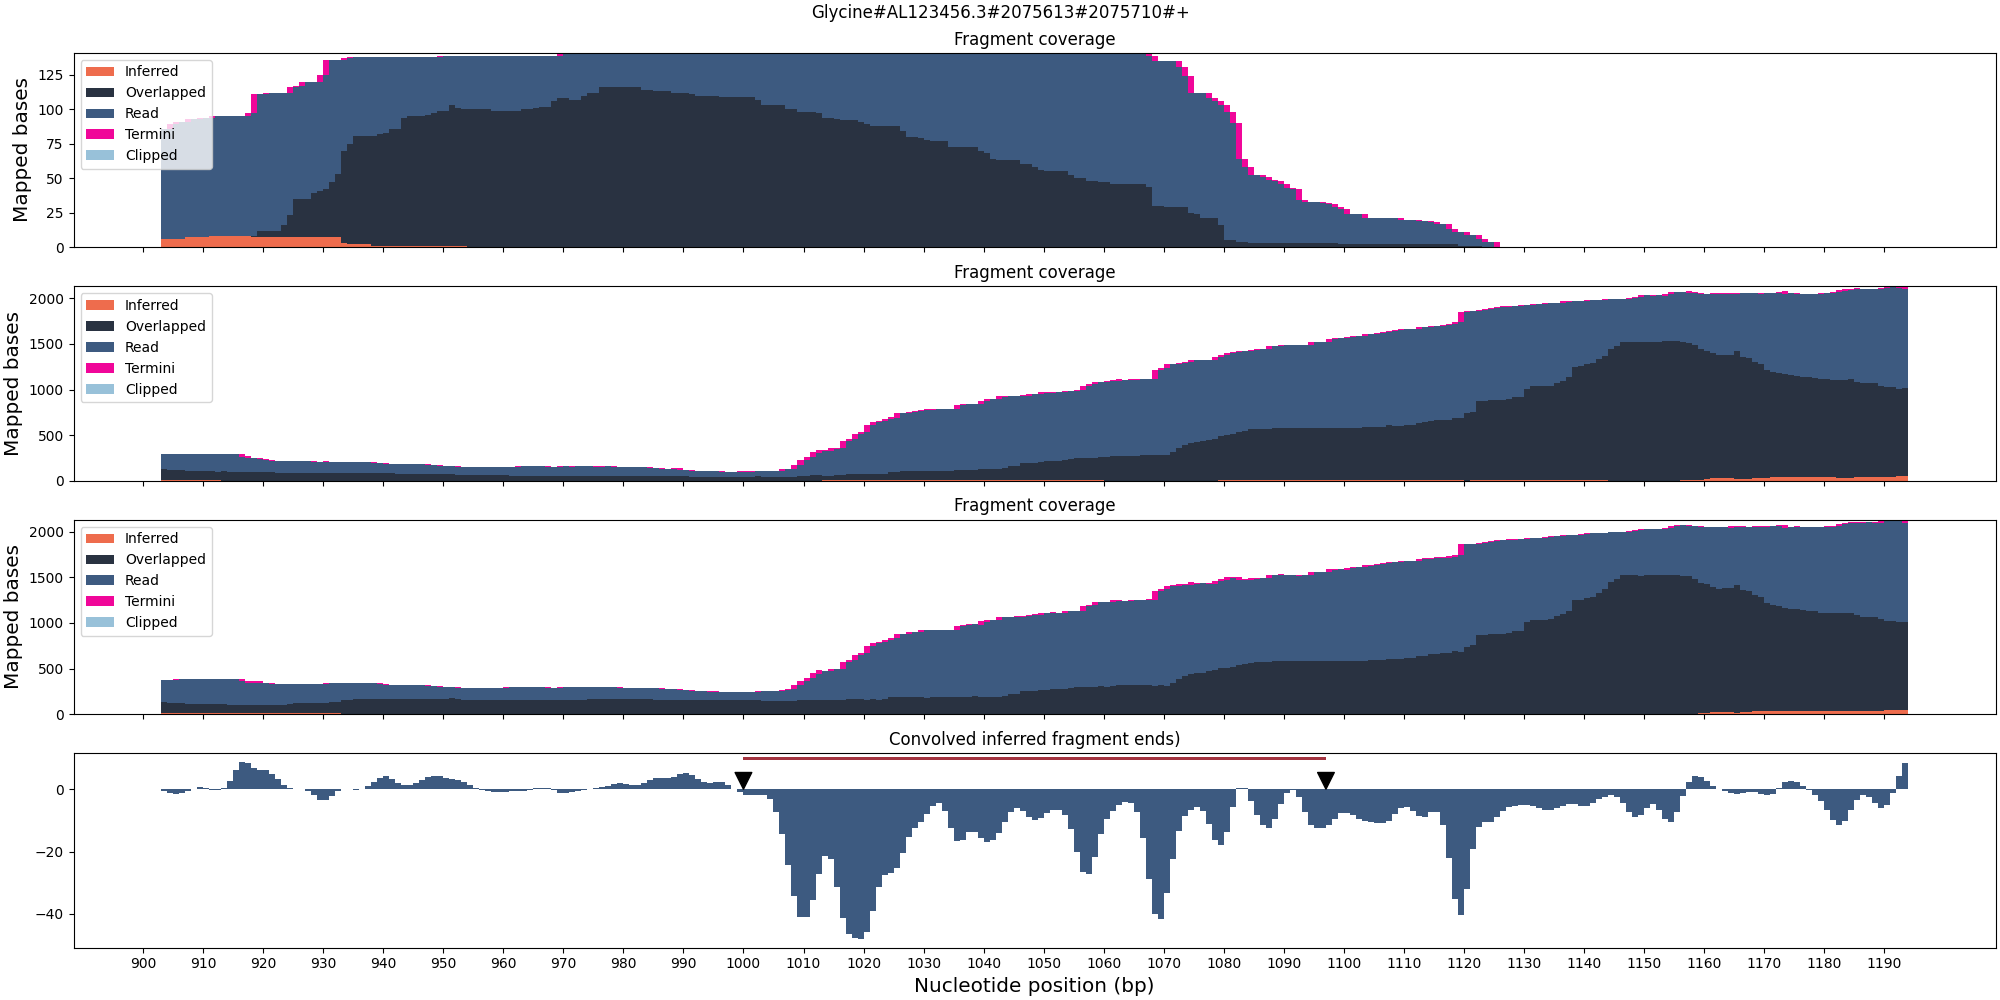 Glycine#AL123456.3#2075613#2075710#+
Fragment coverage
Mapped bases
125
100
75
50
25
0
Inferred
Overlapped
Read
Termini
Clipped
Fragment coverage
Mapped bases
2000
1500
1000
500
0
Inferred
Overlapped
Read
Termini
Clipped
Fragment coverage
Mapped bases
2000
1500
1000
500
0
Inferred
Overlapped
Read
Termini
Clipped
Convolved inferred fragment ends)
0
−20
−40
900 910 920 930 940 950 960 970 980 990 1000 1010 1020 1030 1040 1050 1060 1070 1080 1090 1100 1110 1120 1130 1140 1150 1160 1170 1180 1190
Nucleotide position (bp)